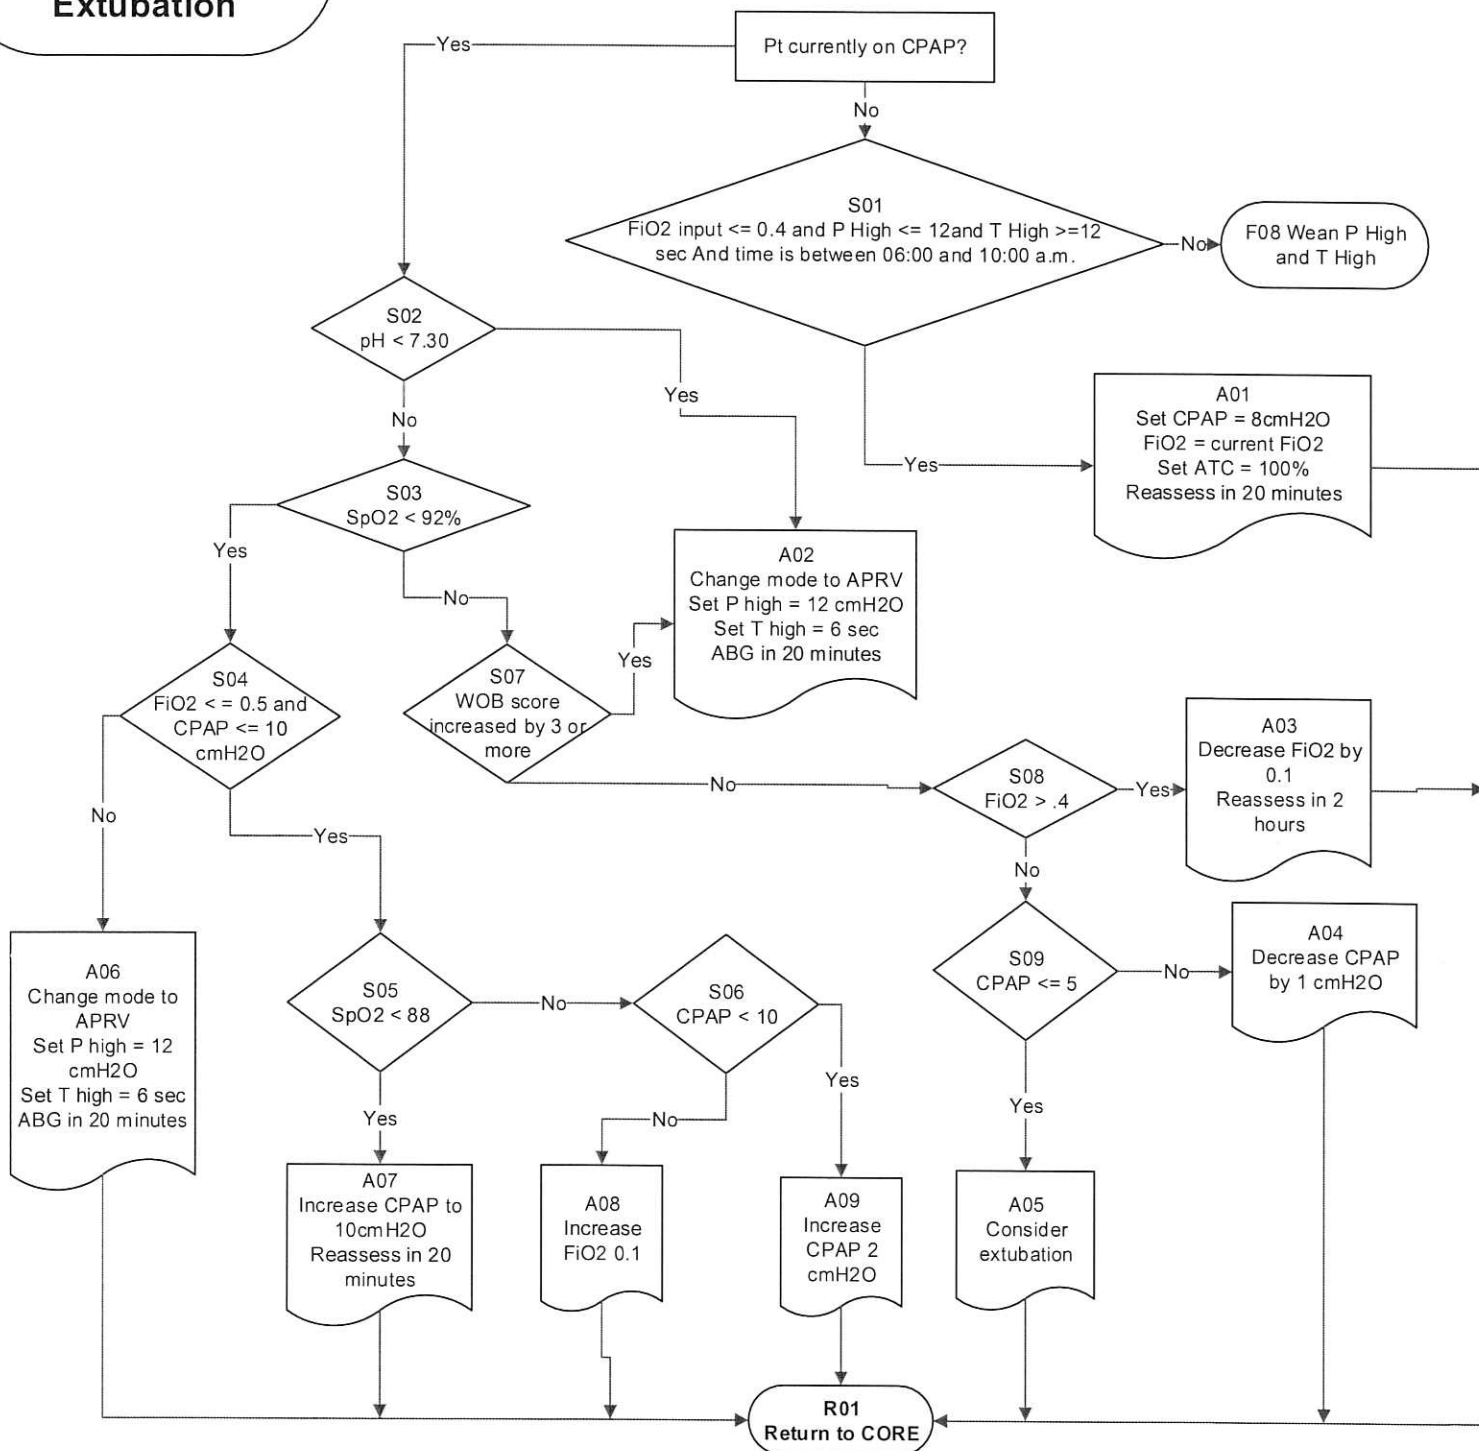 Extubation
Pt currently on CPAP?
Yes
No
S01
FiO2 input <= 0.4 and P High <= 12and T High >=12
sec And time is between 06:00 and 10:00 a.m.
No
F08 Wean P High
and T High
S02
pH < 7.30
Yes
No
Yes
A01
Set CPAP = 8cmH2O
FiO2 = current FiO2
Set ATC = 100%
Reassess in 20 minutes
S03
SpO2 < 92%
Yes
No
A02
Change mode to APRV
Set P high = 12 cmH2O
Set T high = 6 sec
ABG in 20 minutes
S04
FiO2 < = 0.5 and
CPAP <= 10
cmH2O
S07
WOB score
increased by 3 or
more
Yes
No
S08
FiO2 > .4
Yes
A03
Decrease FiO2 by
0.1
Reassess in 2
hours
No
Yes
No
A06
Change mode to
APRV
Set P high = 12
cmH2O
Set T high = 6 sec
ABG in 20 minutes
S05
SpO2 < 88
No
S06
CPAP < 10
S09
CPAP <= 5
No
A04
Decrease CPAP
by 1 cmH2O
Yes
No
Yes
Yes
A07
Increase CPAP to
10cmH2O
Reassess in 20
minutes
A08
Increase
FiO2 0.1
A09
Increase
CPAP 2
cmH2O
A05
Consider
extubation
R01
Return to CORE